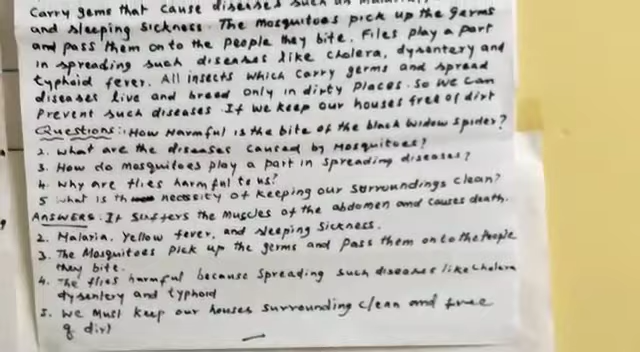 carry gems that cause diseases such as
and sleeping sickness. The Mosquitoes pick up the germs
and pass them on to the people they bite. Files play a part
in spreading such diseases like cholera, dysentery and
typhoid fever. All insects which carry germs and spread
diseases live and breed only in dirty places. So we can
prevent such diseases. If we keep our houses free of dirt
Questions: How Harmful is the bite of the black widow spider?
2. What are the diseases caused by Mosquitoes?
3. How do mosquitoes play a part in spreading diseases?
4. Why are flies harmful to us?
5 What is the necessity of keeping our surroundings clean?
Answers: It stiffers the Muscles of the abdomen and causes death.
2. Malaria, Yellow fever, and sleeping sickness.
3. The Mosquitoes pick up the germs and pass them on to the people
they bite.
4. The flies harmful because spreading such diseases like cholera
dysentery and typhoid
5. We Must keep our houses surrounding clean and free
of dirt